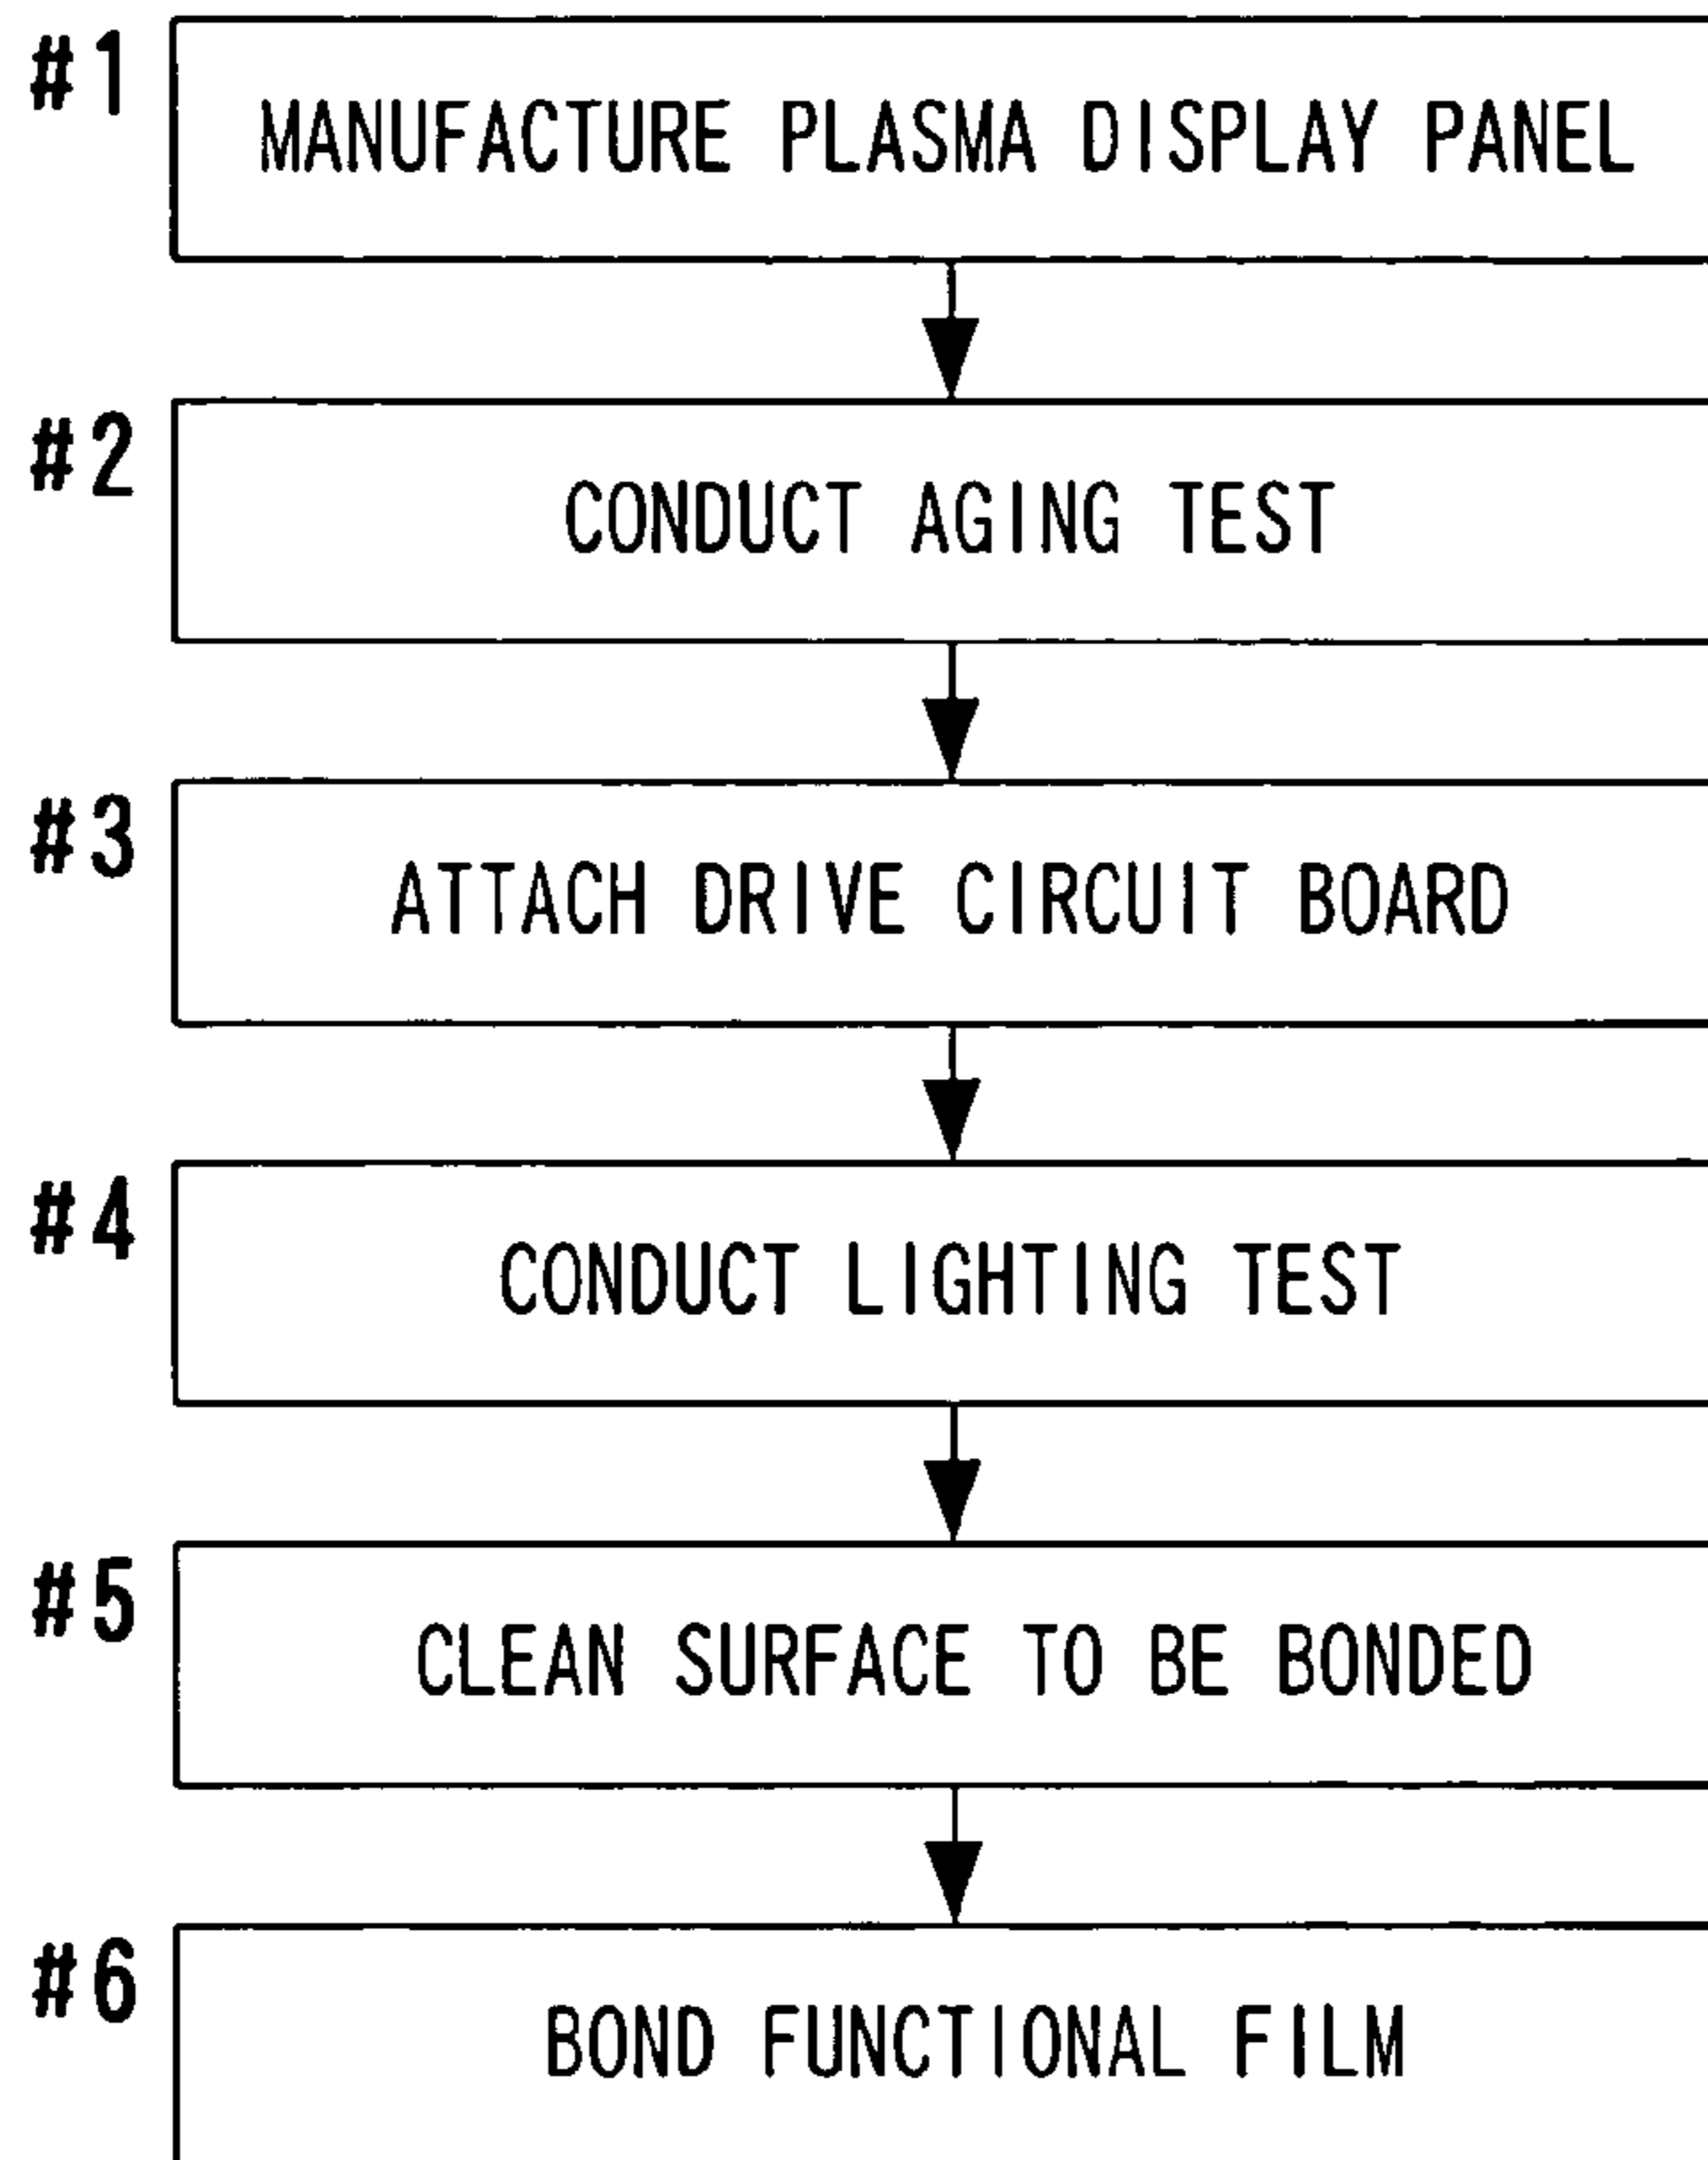 #1
MANUFACTURE PLASMA DISPLAY PANEL
#2
CONDUCT AGING TEST
#3
ATTACH DRIVE CIRCUIT BOARD
#4
CONDUCT LIGHTING TEST
#5
CLEAN SURFACE TO BE BONDED
#6
BOND FUNCTIONAL FILM